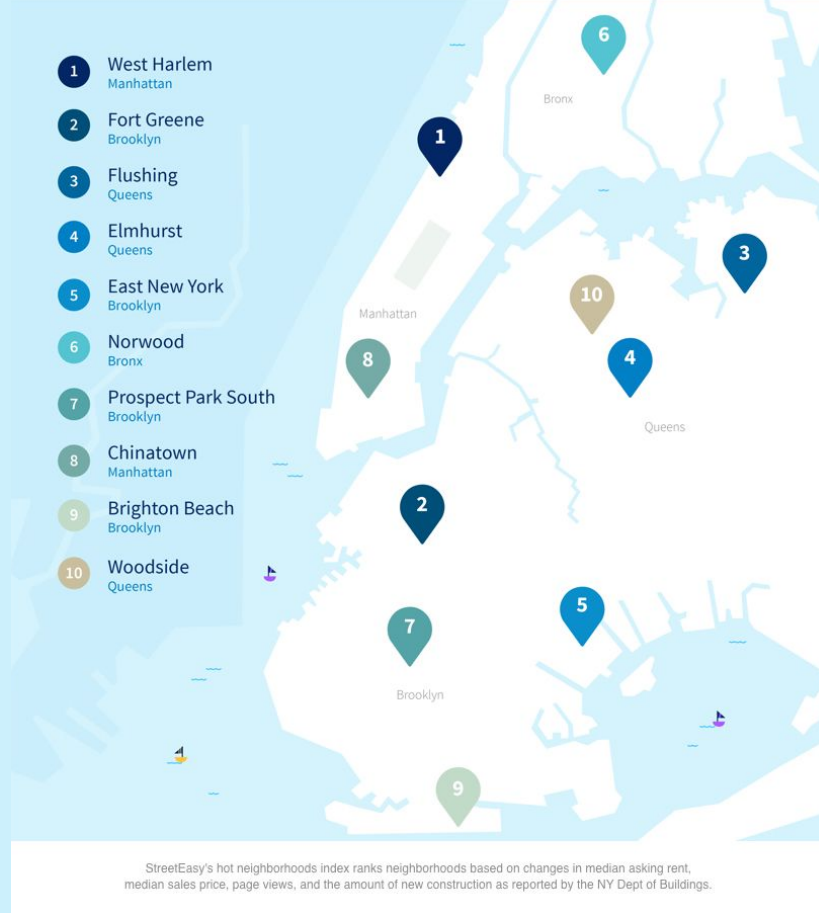 1
West Harlem
Manhattan
2
Fort Greene
Brooklyn
3
Flushing
Queens
4
Elmhurst
Queens
5
East New York
Brooklyn
6
Norwood
Bronx
7
Prospect Park South
Brooklyn
8
Chinatown
Manhattan
9
Brighton Beach
Brooklyn
10
Woodside
Queens
6
Bronx
1
3
10
Manhattan
8
4
Queens
2
5
7
Brooklyn
9
StreetEasy's hot neighborhoods index ranks neighborhoods based on changes in median asking rent,
median sales price, page views, and the amount of new construction as reported by the NY Dept of Buildings.